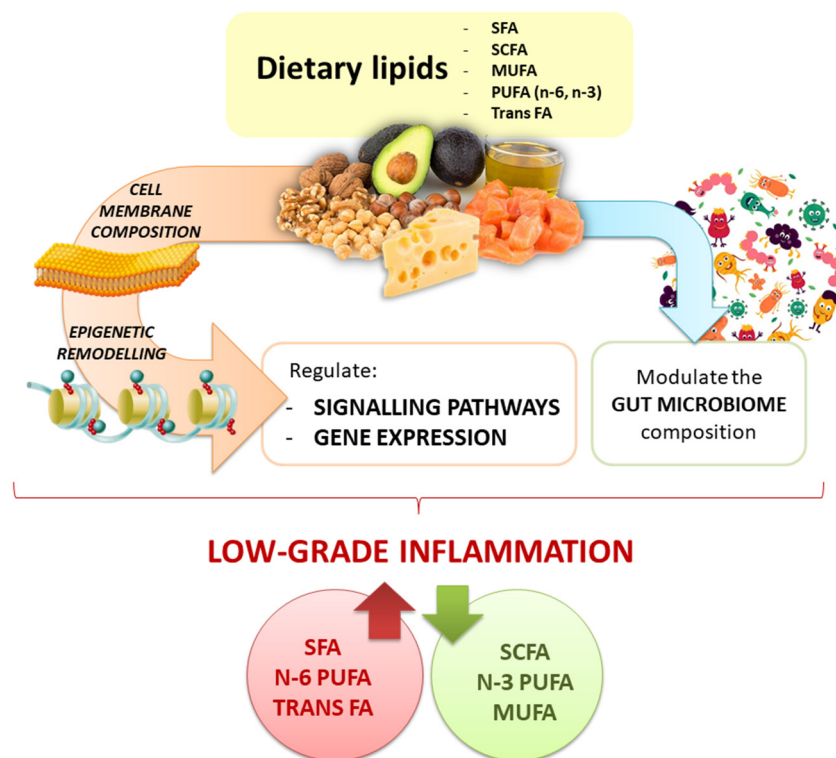 Dietary lipids
- SFA
- SCFA
- MUFA
- PUFA (n-6, n-3)
- Trans FA
CELL
MEMBRANE
COMPOSITION
EPIGENETIC
REMODELLING
Regulate:
- SIGNALLING PATHWAYS
- GENE EXPRESSION
Modulate the
GUT MICROBIOME
composition
LOW-GRADE INFLAMMATION
SFA
N-6 PUFA
TRANS FA
SCFA
N-3 PUFA
MUFA